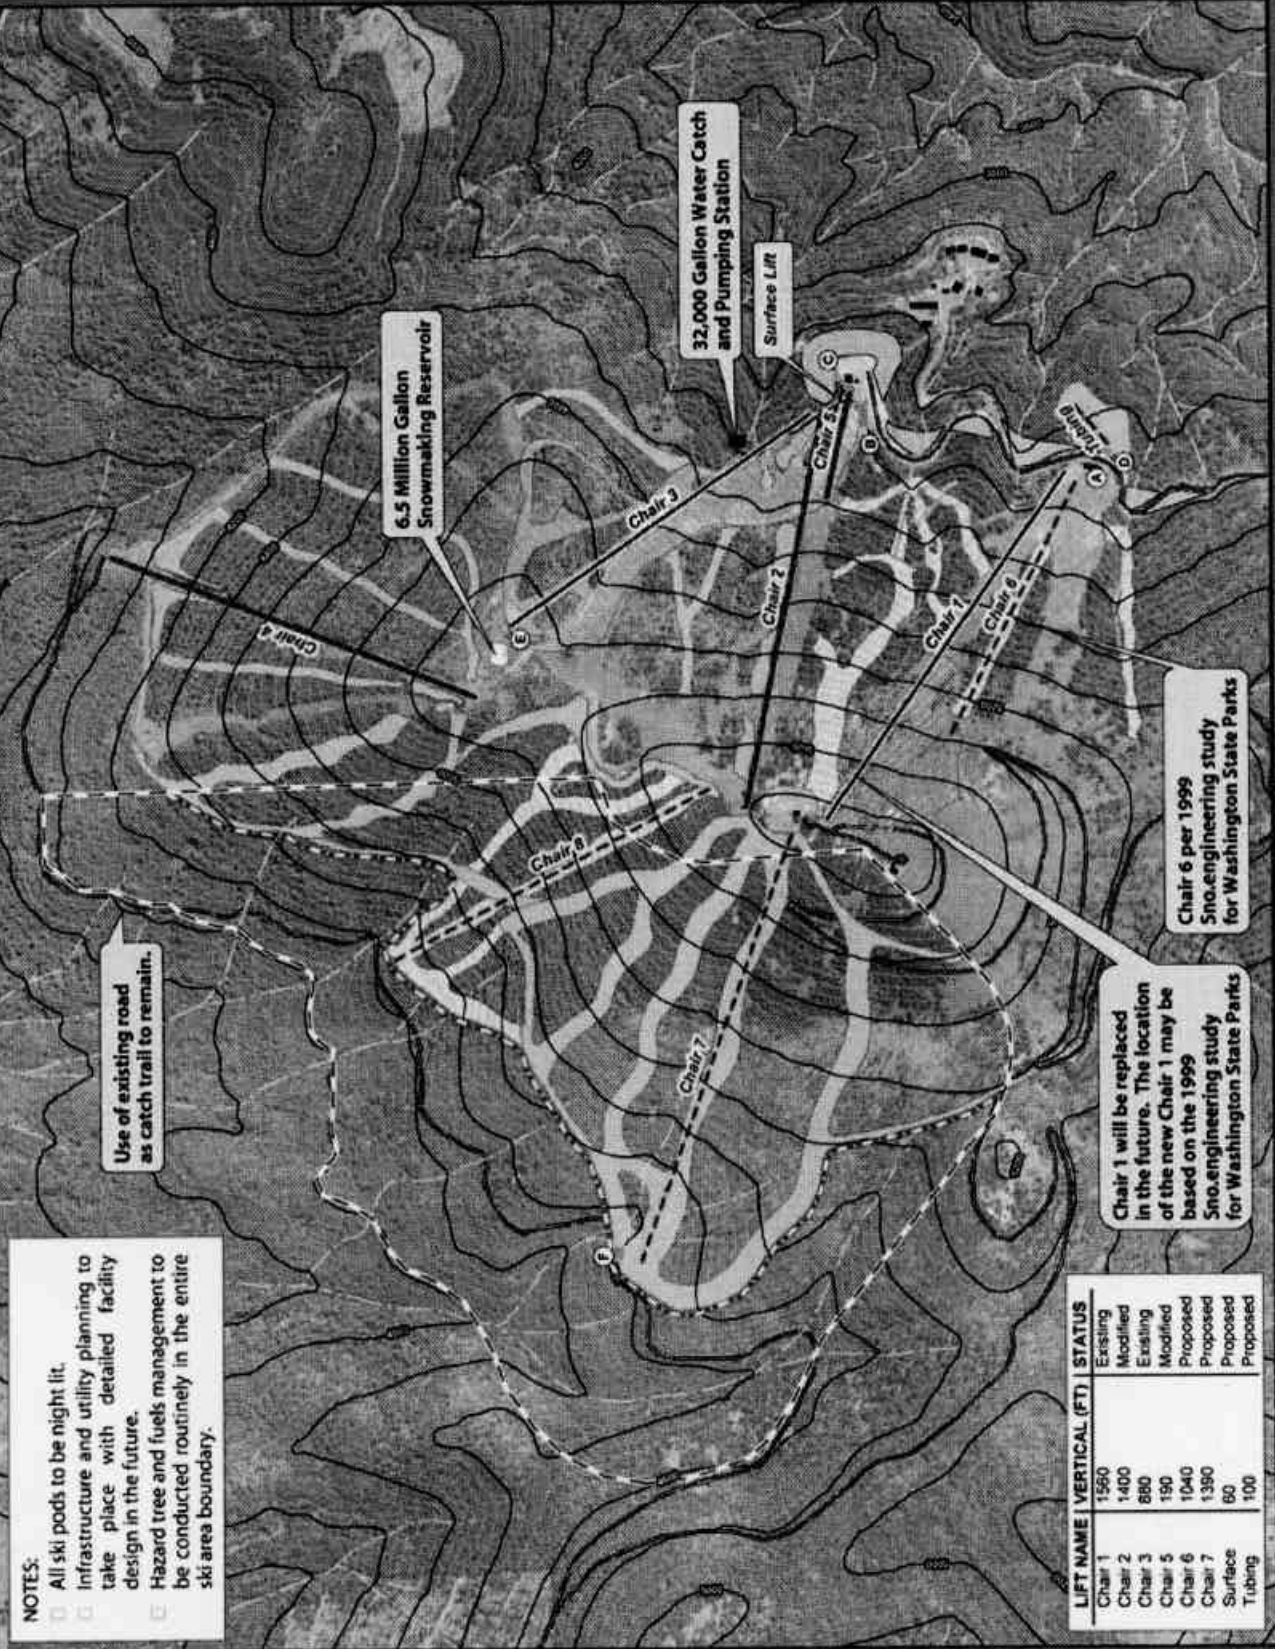 NOTES:
All ski pods to be night lit.
Infrastructure and utility planning to
take place with detailed facility
design in the future.
Hazard tree and fuels management to
be conducted routinely in the entire
ski area boundary.
Use of existing road
as catch trail to remain.
6.5 Million Gallon
Snowmaking Reservoir
32,000 Gallon Water Catch
and Pumping Station
Surface Lift
Chair 4
Chair 8
Chair 3
Chair 5
Chair 2
Chair 7
Chair 1
Chair 6
Tubing
A
B
C
D
E
F
Chair 1 will be replaced
in the future. The location
of the new Chair 1 may be
based on the 1999
Sno.engineering study
for Washington State Parks
Chair 6 per 1999
Sno.engineering study
for Washington State Parks
LIFT NAME VERTICAL (FT) STATUS
Chair 1 1560 Existing
Chair 2 1400 Modified
Chair 3 880 Existing
Chair 5 190 Modified
Chair 6 1040 Proposed
Chair 7 1390 Proposed
Surface 60 Proposed
Tubing 100 Proposed